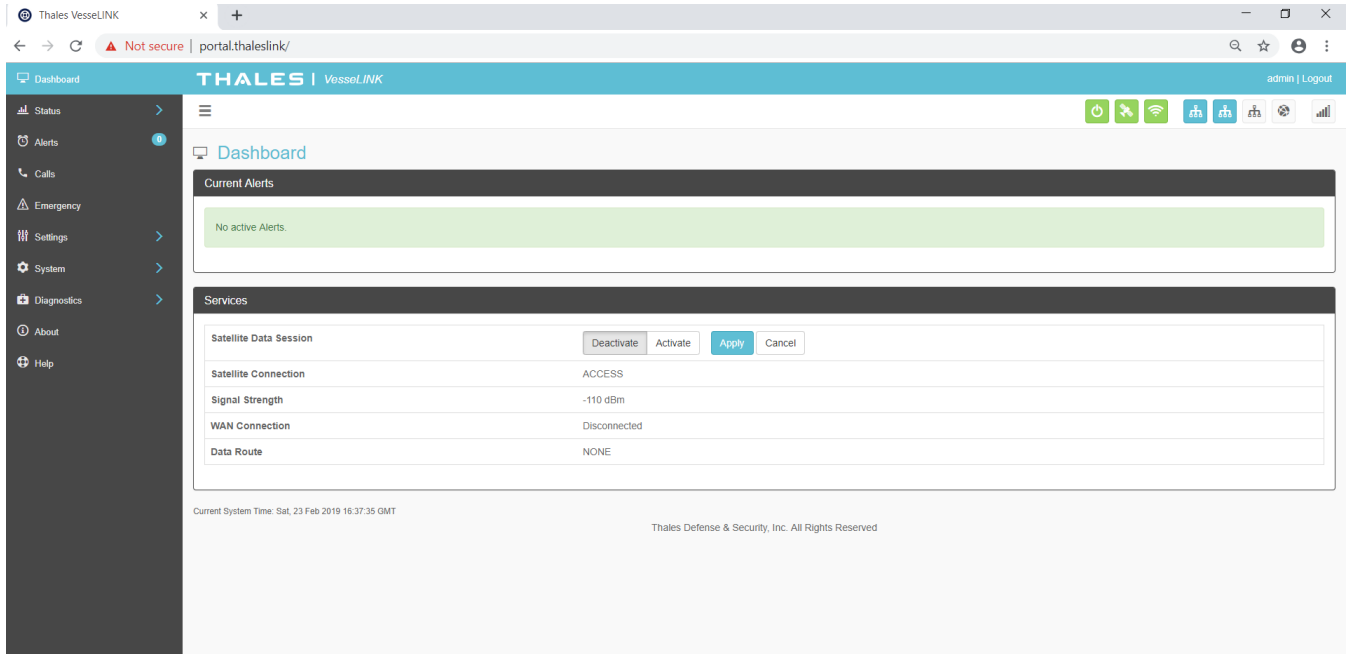 Thales VesseLINK
Not secure | portal.thaleslink/
Dashboard
THALES | VesseLINK
admin | Logout
Status
Alerts
0
Calls
Emergency
Settings
System
Diagnostics
About
Help
Dashboard
Current Alerts
No active Alerts.
Services
Satellite Data Session
Deactivate Activate Apply Cancel
Satellite Connection ACCESS
Signal Strength -110 dBm
WAN Connection Disconnected
Data Route NONE
Current System Time: Sat, 23 Feb 2019 16:37:35 GMT
Thales Defense & Security, Inc. All Rights Reserved